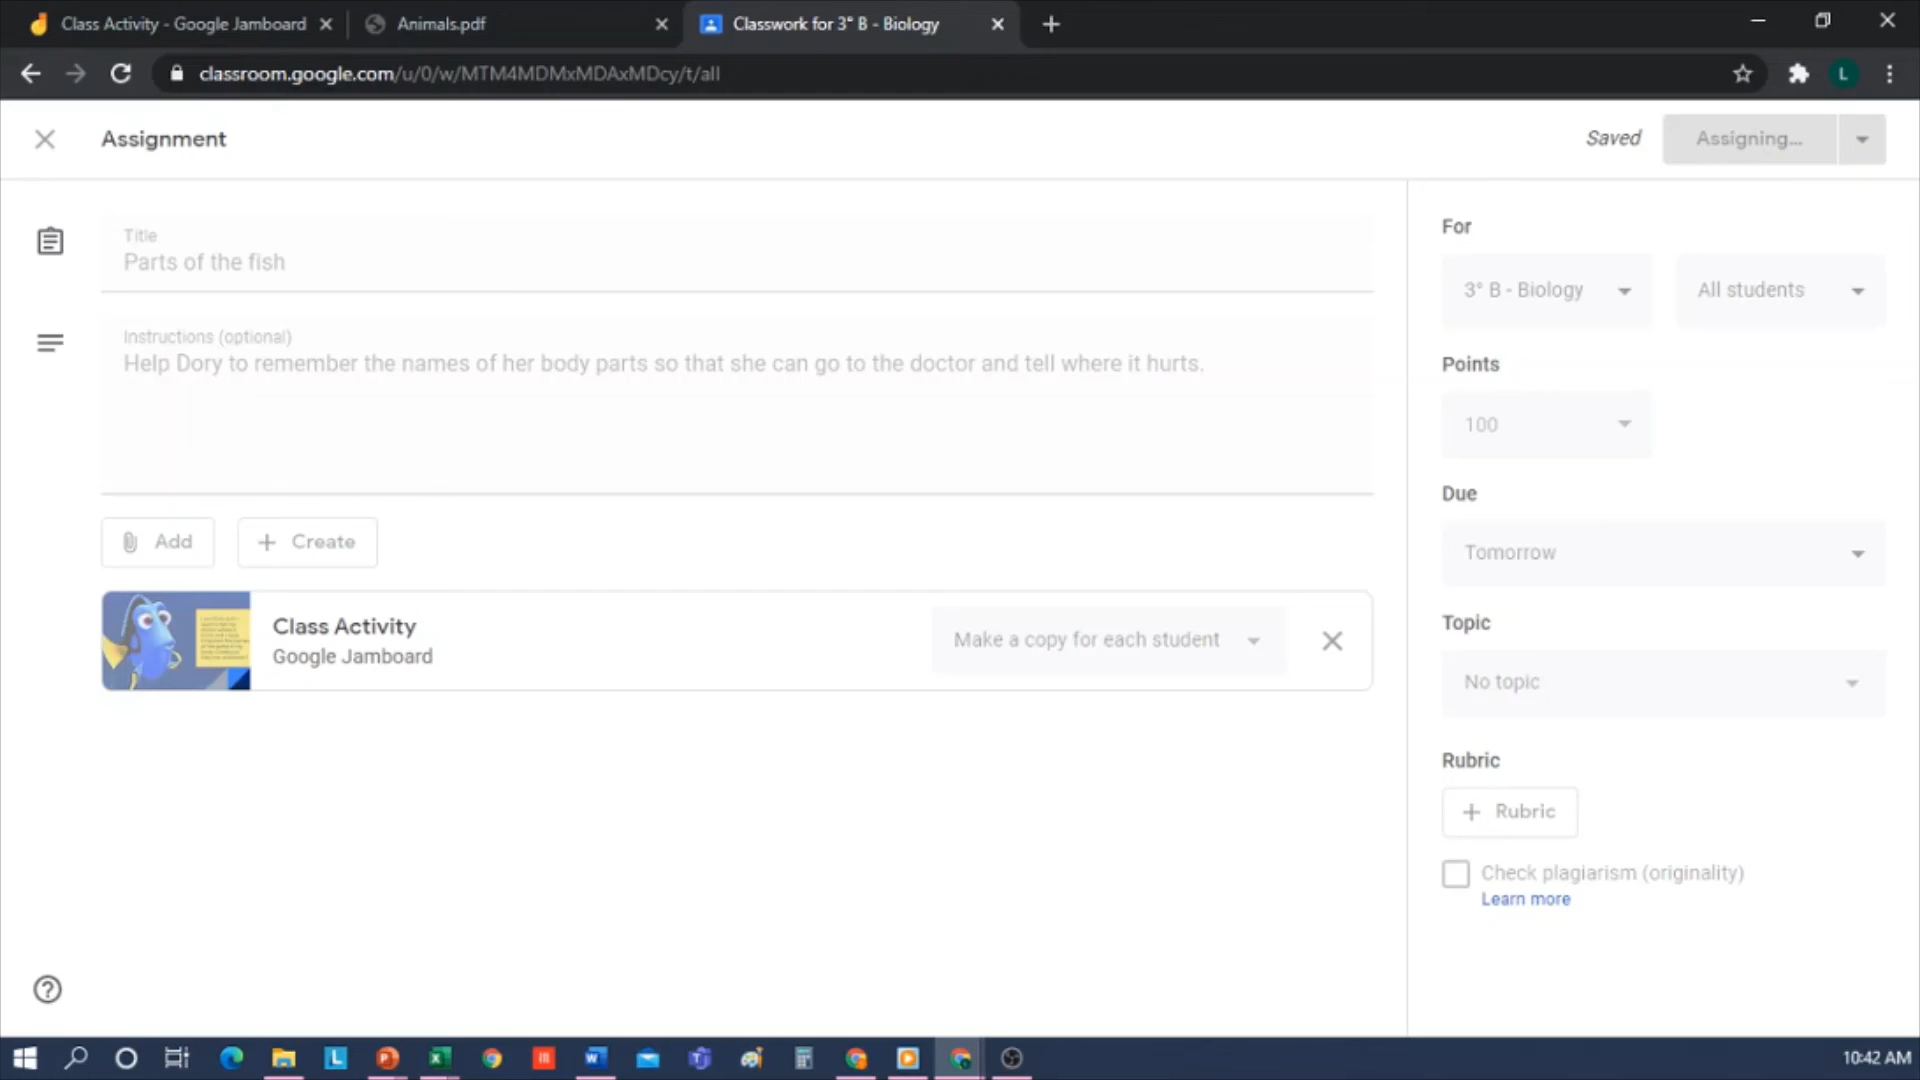 Class Activity - Google Jamboard
Animals.pdf
Classwork for 3° B - Biology
classroom.google.com/u/0/w/MTM4MDMxMDAxMDcy/t/all
L
Assignment
Saved
Assigning...
Title
Parts of the fish
Instructions (optional)
Help Dory to remember the names of her body parts so that she can go to the doctor and tell where it hurts.
Add
Create
Class Activity
Google Jamboard
Make a copy for each student
For
3° B - Biology
All students
Points
100
Due
Tomorrow
Topic
No topic
Rubric
Rubric
Check plagiarism (originality)
Learn more
10:42 AM